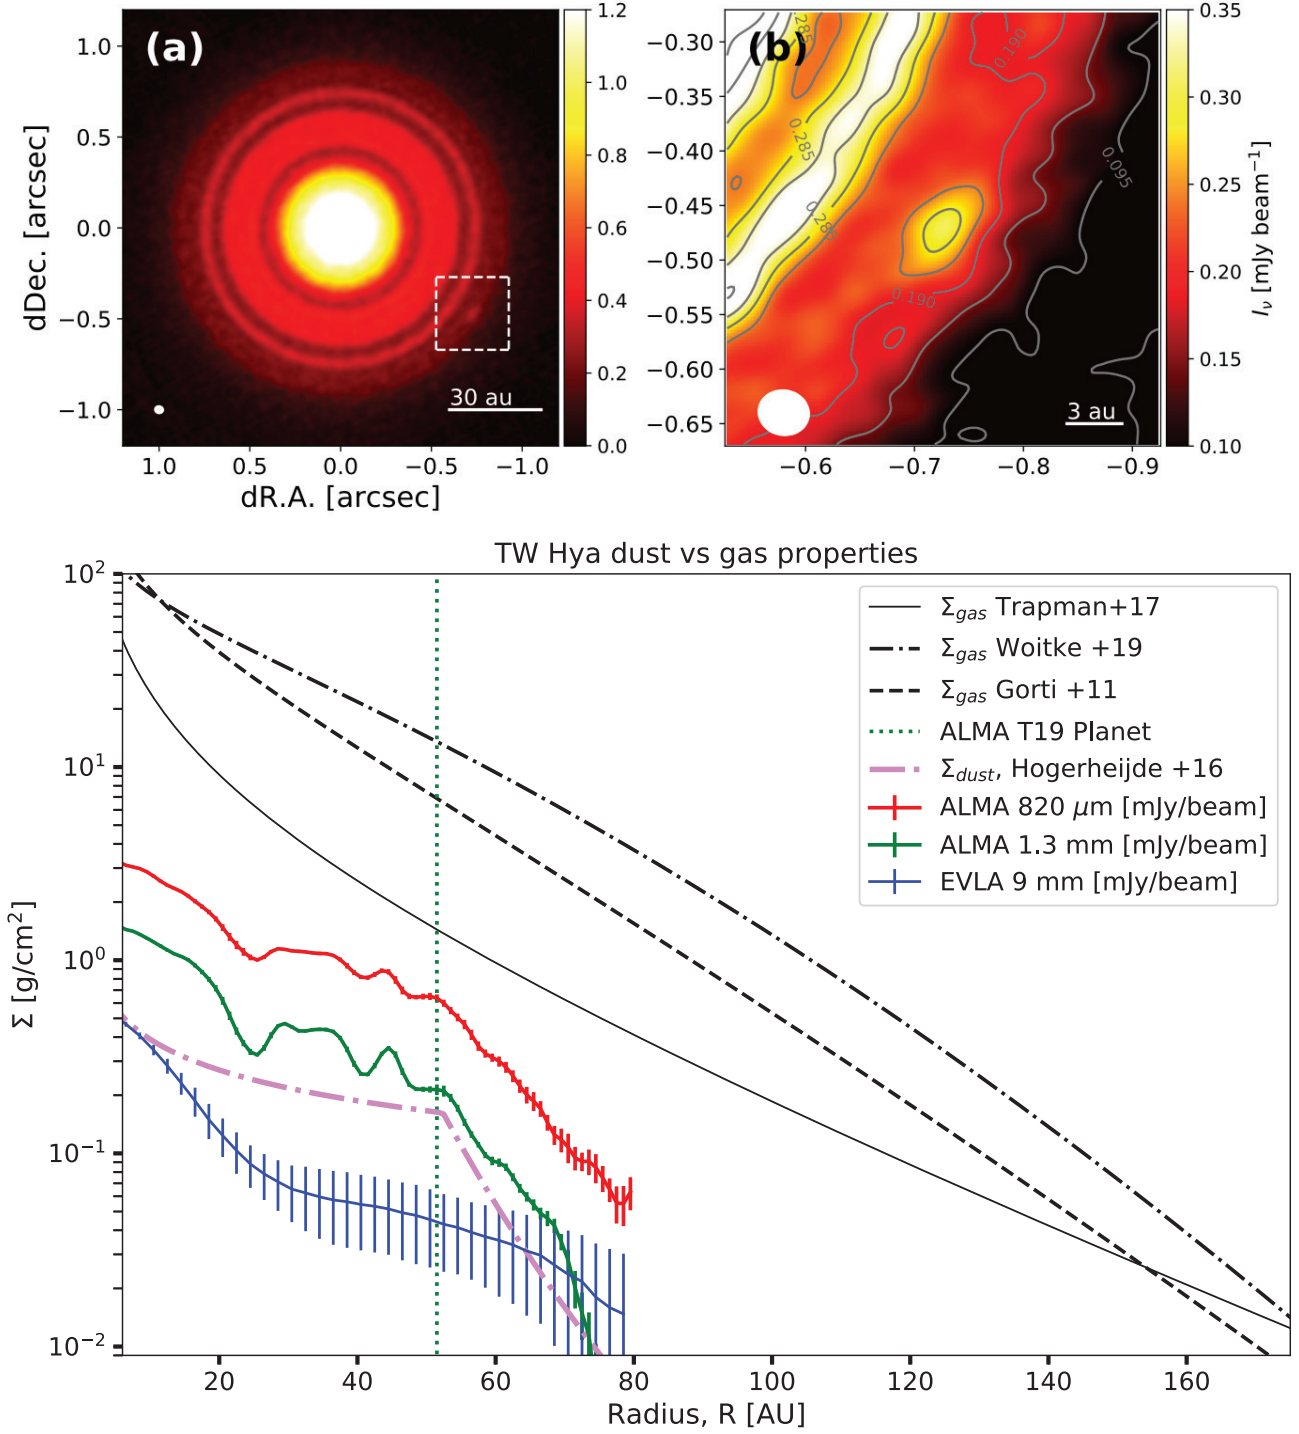 (a)
1.0
0.5
0.0
−0.5
−1.0
dDec. [arcsec]
1.0
0.5
0.0
−0.5
−1.0
dR.A. [arcsec]
30 au
1.2
1.0
0.8
0.6
0.4
0.2
0.0
(b)
−0.30
−0.35
−0.40
−0.45
−0.50
−0.55
−0.60
−0.65
−0.6
−0.7
−0.8
−0.9
0.285
0.285
0.190
0.095
0.190
3 au
0.35
0.30
0.25
0.20
0.15
0.10
Iν [mJy beam⁻¹]
TW Hya dust vs gas properties
Σgas Trapman+17
Σgas Woitke +19
Σgas Gorti +11
ALMA T19 Planet
Σdust, Hogerheijde +16
ALMA 820 μm [mJy/beam]
ALMA 1.3 mm [mJy/beam]
EVLA 9 mm [mJy/beam]
10²
10¹
10⁰
10⁻¹
10⁻²
Σ [g/cm²]
20
40
60
80
100
120
140
160
Radius, R [AU]